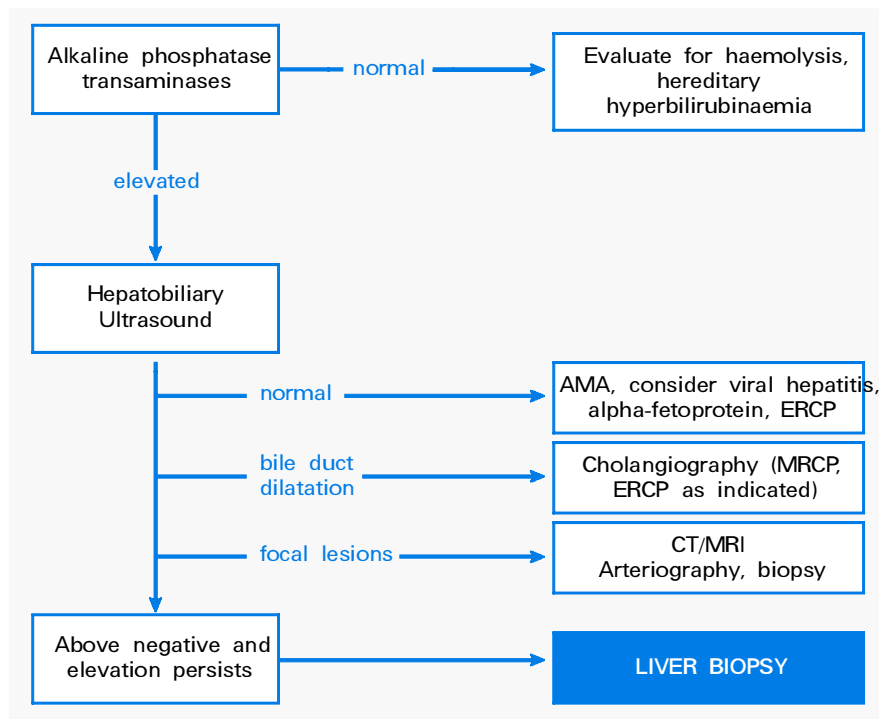 Alkaline phosphatase
transaminases
normal
Evaluate for haemolysis,
hereditary
hyperbilirubinaemia
elevated
Hepatobiliary
Ultrasound
normal
AMA, consider viral hepatitis,
alpha-fetoprotein, ERCP
bile duct
dilatation
Cholangiography (MRCP,
ERCP as indicated)
focal lesions
CT/MRI
Arteriography, biopsy
Above negative and
elevation persists
LIVER BIOPSY